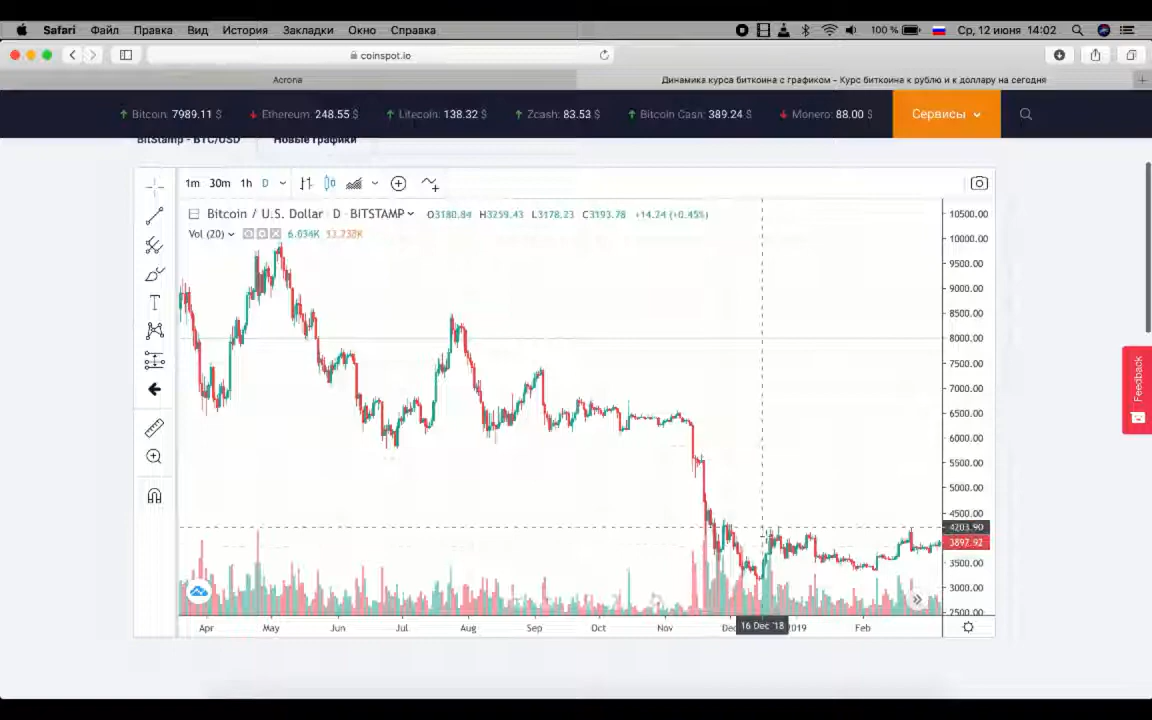 Safari Файл Правка Вид История Закладки Окно Справка 100 % Ср, 12 июня 14:02
coinspot.io
Acrona Динамика курса биткоина с графиком - Курс биткоина к рублю и к доллару на сегодня
Bitcoin: 7989.11 $ Ethereum: 248.55 $ Litecoin: 138.32 $ Zcash: 83.53 $ Bitcoin Cash: 389.24 $ Monero: 88.00 $ Сервисы
BitStamp - BTC/USD Новые графики
1m 30m 1h D
Bitcoin / U.S. Dollar D BITSTAMP O3180.84 H3259.43 L3178.23 C3193.78 +14.24 (+0.45%)
Vol (20) 6.034K
10500.00
10000.00
9500.00
9000.00
8500.00
8000.00
7500.00
7000.00
6500.00
6000.00
5500.00
5000.00
4500.00
4203.90
3897.92
3500.00
3000.00
2500.00
Apr May Jun Jul Aug Sep Oct Nov Dec 16 Dec '18 2019 Feb
Feedback